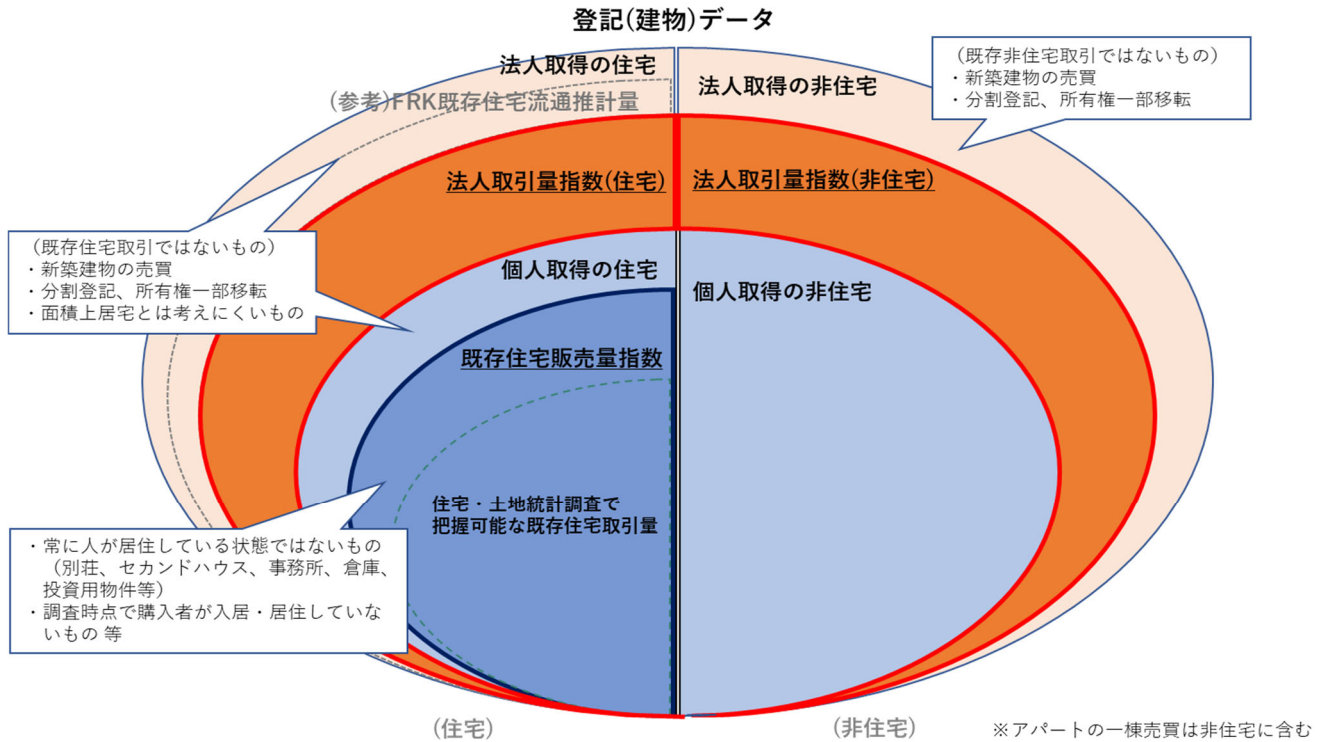 登記(建物)データ
法人取得の住宅
(参考)FRK既存住宅流通推計量
法人取得の非住宅
(既存非住宅取引ではないもの)
・新築建物の売買
・分割登記、所有権一部移転
法人取引量指数(住宅)
法人取引量指数(非住宅)
(既存住宅取引ではないもの)
・新築建物の売買
・分割登記、所有権一部移転
・面積上居宅とは考えにくいもの
個人取得の住宅
個人取得の非住宅
既存住宅販売量指数
住宅・土地統計調査で
把握可能な既存住宅取引量
・常に人が居住している状態ではないもの
(別荘、セカンドハウス、事務所、倉庫、
投資用物件等)
・調査時点で購入者が入居・居住していな
いもの 等
(住宅)
(非住宅)
※アパートの一棟売買は非住宅に含む